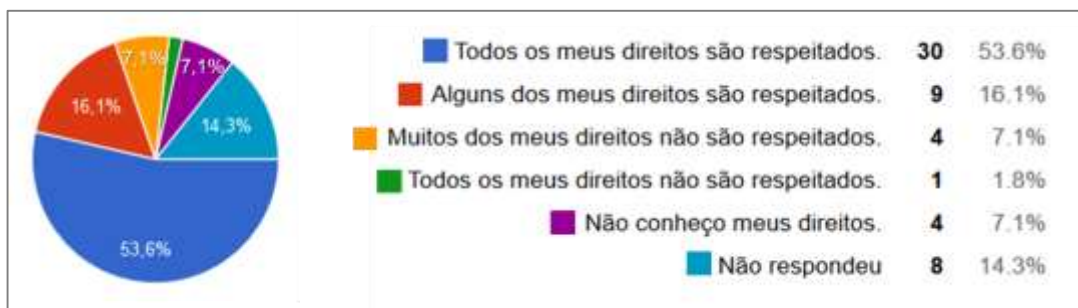 7,1%
7,1%
16,1%
14,3%
53,6%
Todos os meus direitos são respeitados. 30 53.6%
Alguns dos meus direitos são respeitados. 9 16.1%
Muitos dos meus direitos não são respeitados. 4 7.1%
Todos os meus direitos não são respeitados. 1 1.8%
Não conheço meus direitos. 4 7.1%
Não respondeu 8 14.3%